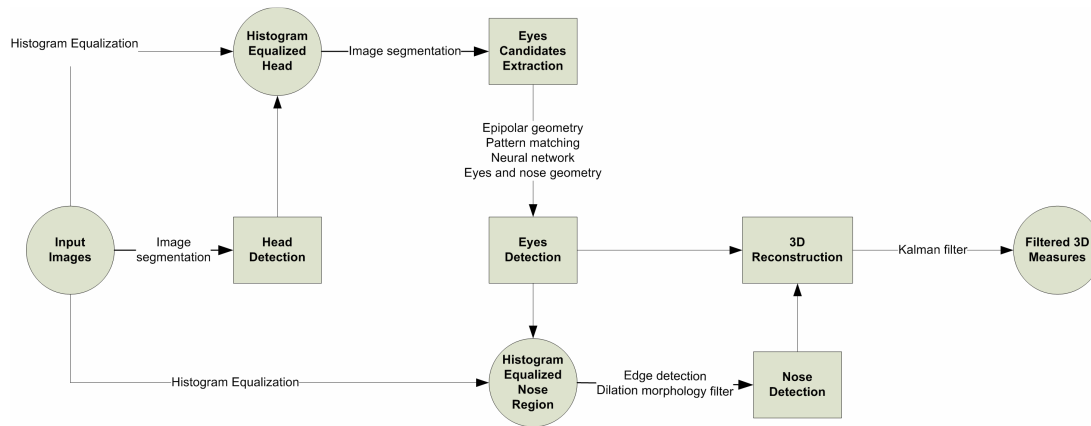 Histogram Equalization
Histogram
Equalized
Head
Image segmentation
Eyes
Candidates
Extraction
Epipolar geometry
Pattern matching
Neural network
Eyes and nose geometry
Input
Images
Image
segmentation
Head
Detection
Eyes
Detection
3D
Reconstruction
Kalman filter
Filtered 3D
Measures
Histogram Equalization
Histogram
Equalized
Nose
Region
Edge detection
Dilation morphology filter
Nose
Detection